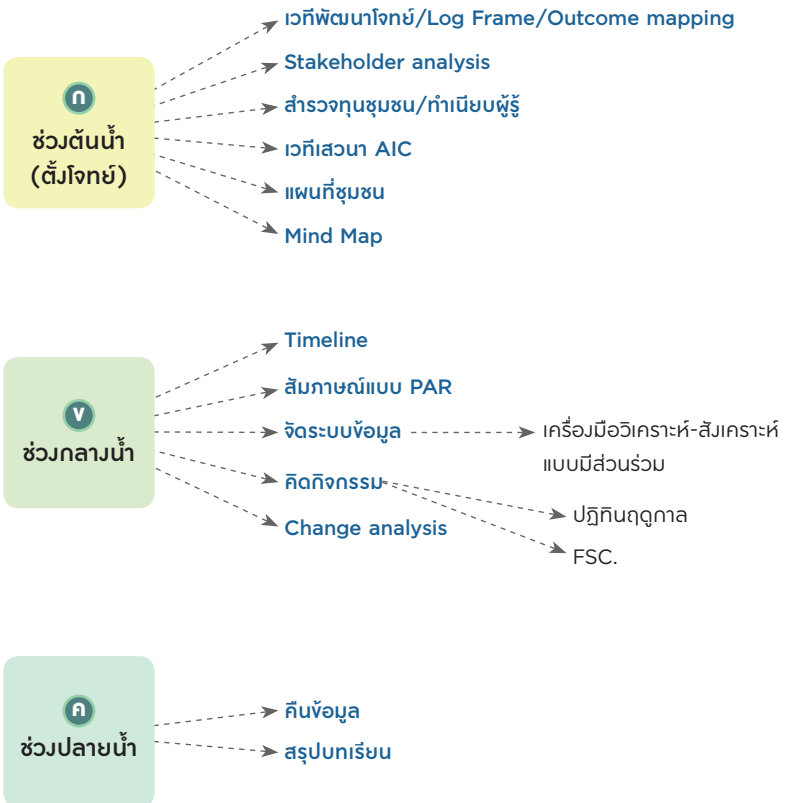 ก
ช่วงต้นน้ำ
(ตั้งโจทย์)
เวทีพัฒนาโจทย์/Log Frame/Outcome mapping
Stakeholder analysis
สำรวจทุนชุมชน/ทำเนียบผู้รู้
เวทีเสวนา AIC
แผนที่ชุมชน
Mind Map
ข
ช่วงกลางน้ำ
Timeline
สัมภาษณ์แบบ PAR
จัดระบบข้อมูล
เครื่องมือวิเคราะห์-สังเคราะห์
แบบมีส่วนร่วม
คิดกิจกรรม
ปฏิทินฤดูกาล
FSC.
Change analysis
ค
ช่วงปลายน้ำ
คืนข้อมูล
สรุปบทเรียน